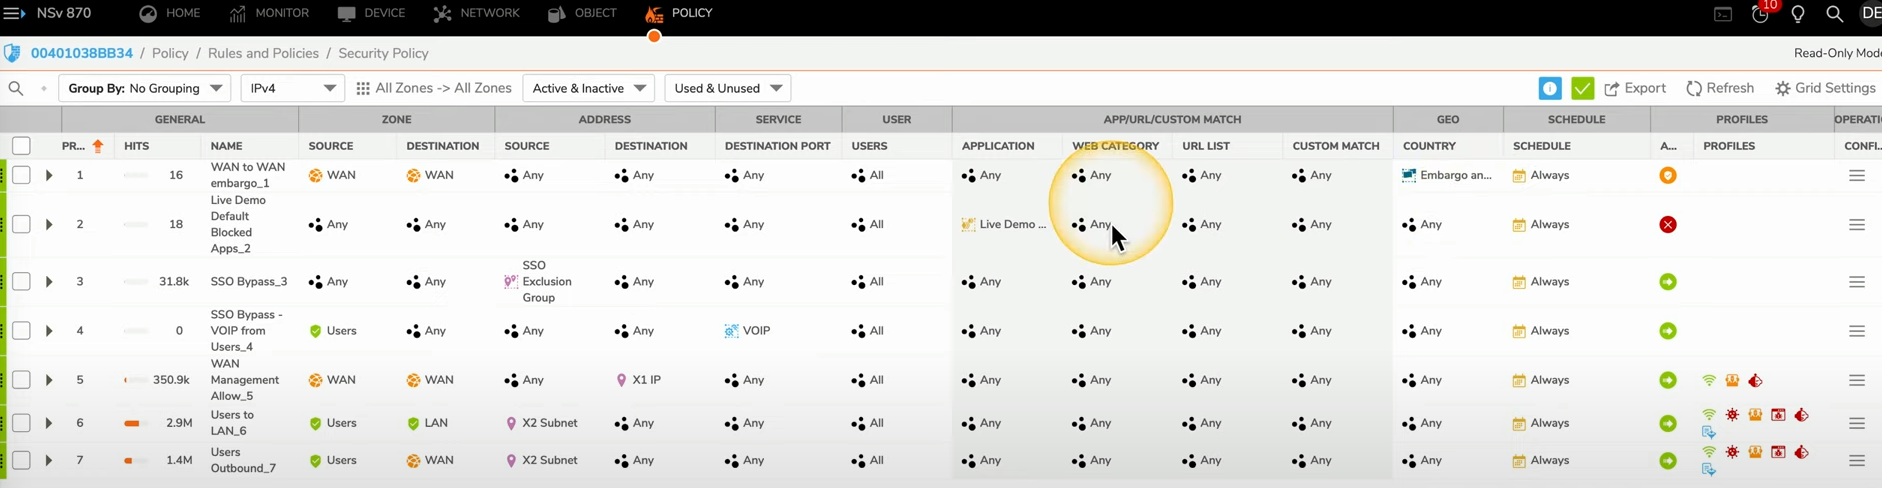 NSv 870 HOME MONITOR DEVICE NETWORK OBJECT POLICY 10 DE
00401038BB34 / Policy / Rules and Policies / Security Policy Read-Only Mode
Group By: No Grouping IPv4 All Zones -> All Zones Active & Inactive Used & Unused Export Refresh Grid Settings
GENERAL ZONE ADDRESS SERVICE USER APP/URL/CUSTOM MATCH GEO SCHEDULE PROFILES OPERATI
PR... HITS NAME SOURCE DESTINATION SOURCE DESTINATION DESTINATION PORT USERS APPLICATION WEB CATEGORY URL LIST CUSTOM MATCH COUNTRY SCHEDULE A... PROFILES CONFI...
WAN to WAN
1 16 embargo_1 WAN WAN Any Any Any All Any Any Any Any Embargo an... Always
Live Demo
Default
2 18 Blocked Any Any Any Any Any All Live Demo ... Any Any Any Any Always
Apps_2
SSO
3 31.8k SSO Bypass_3 Any Any Exclusion Any Any All Any Any Any Any Any Always
Group
SSO Bypass -
4 0 VOIP from Users Any Any Any VOIP All Any Any Any Any Any Always
Users_4
WAN
5 350.9k Management WAN WAN Any X1 IP Any All Any Any Any Any Any Always
Allow_5
Users to
6 2.9M LAN_6 Users LAN X2 Subnet Any Any All Any Any Any Any Any Always
Users
7 1.4M Outbound_7 Users WAN X2 Subnet Any Any All Any Any Any Any Any Always